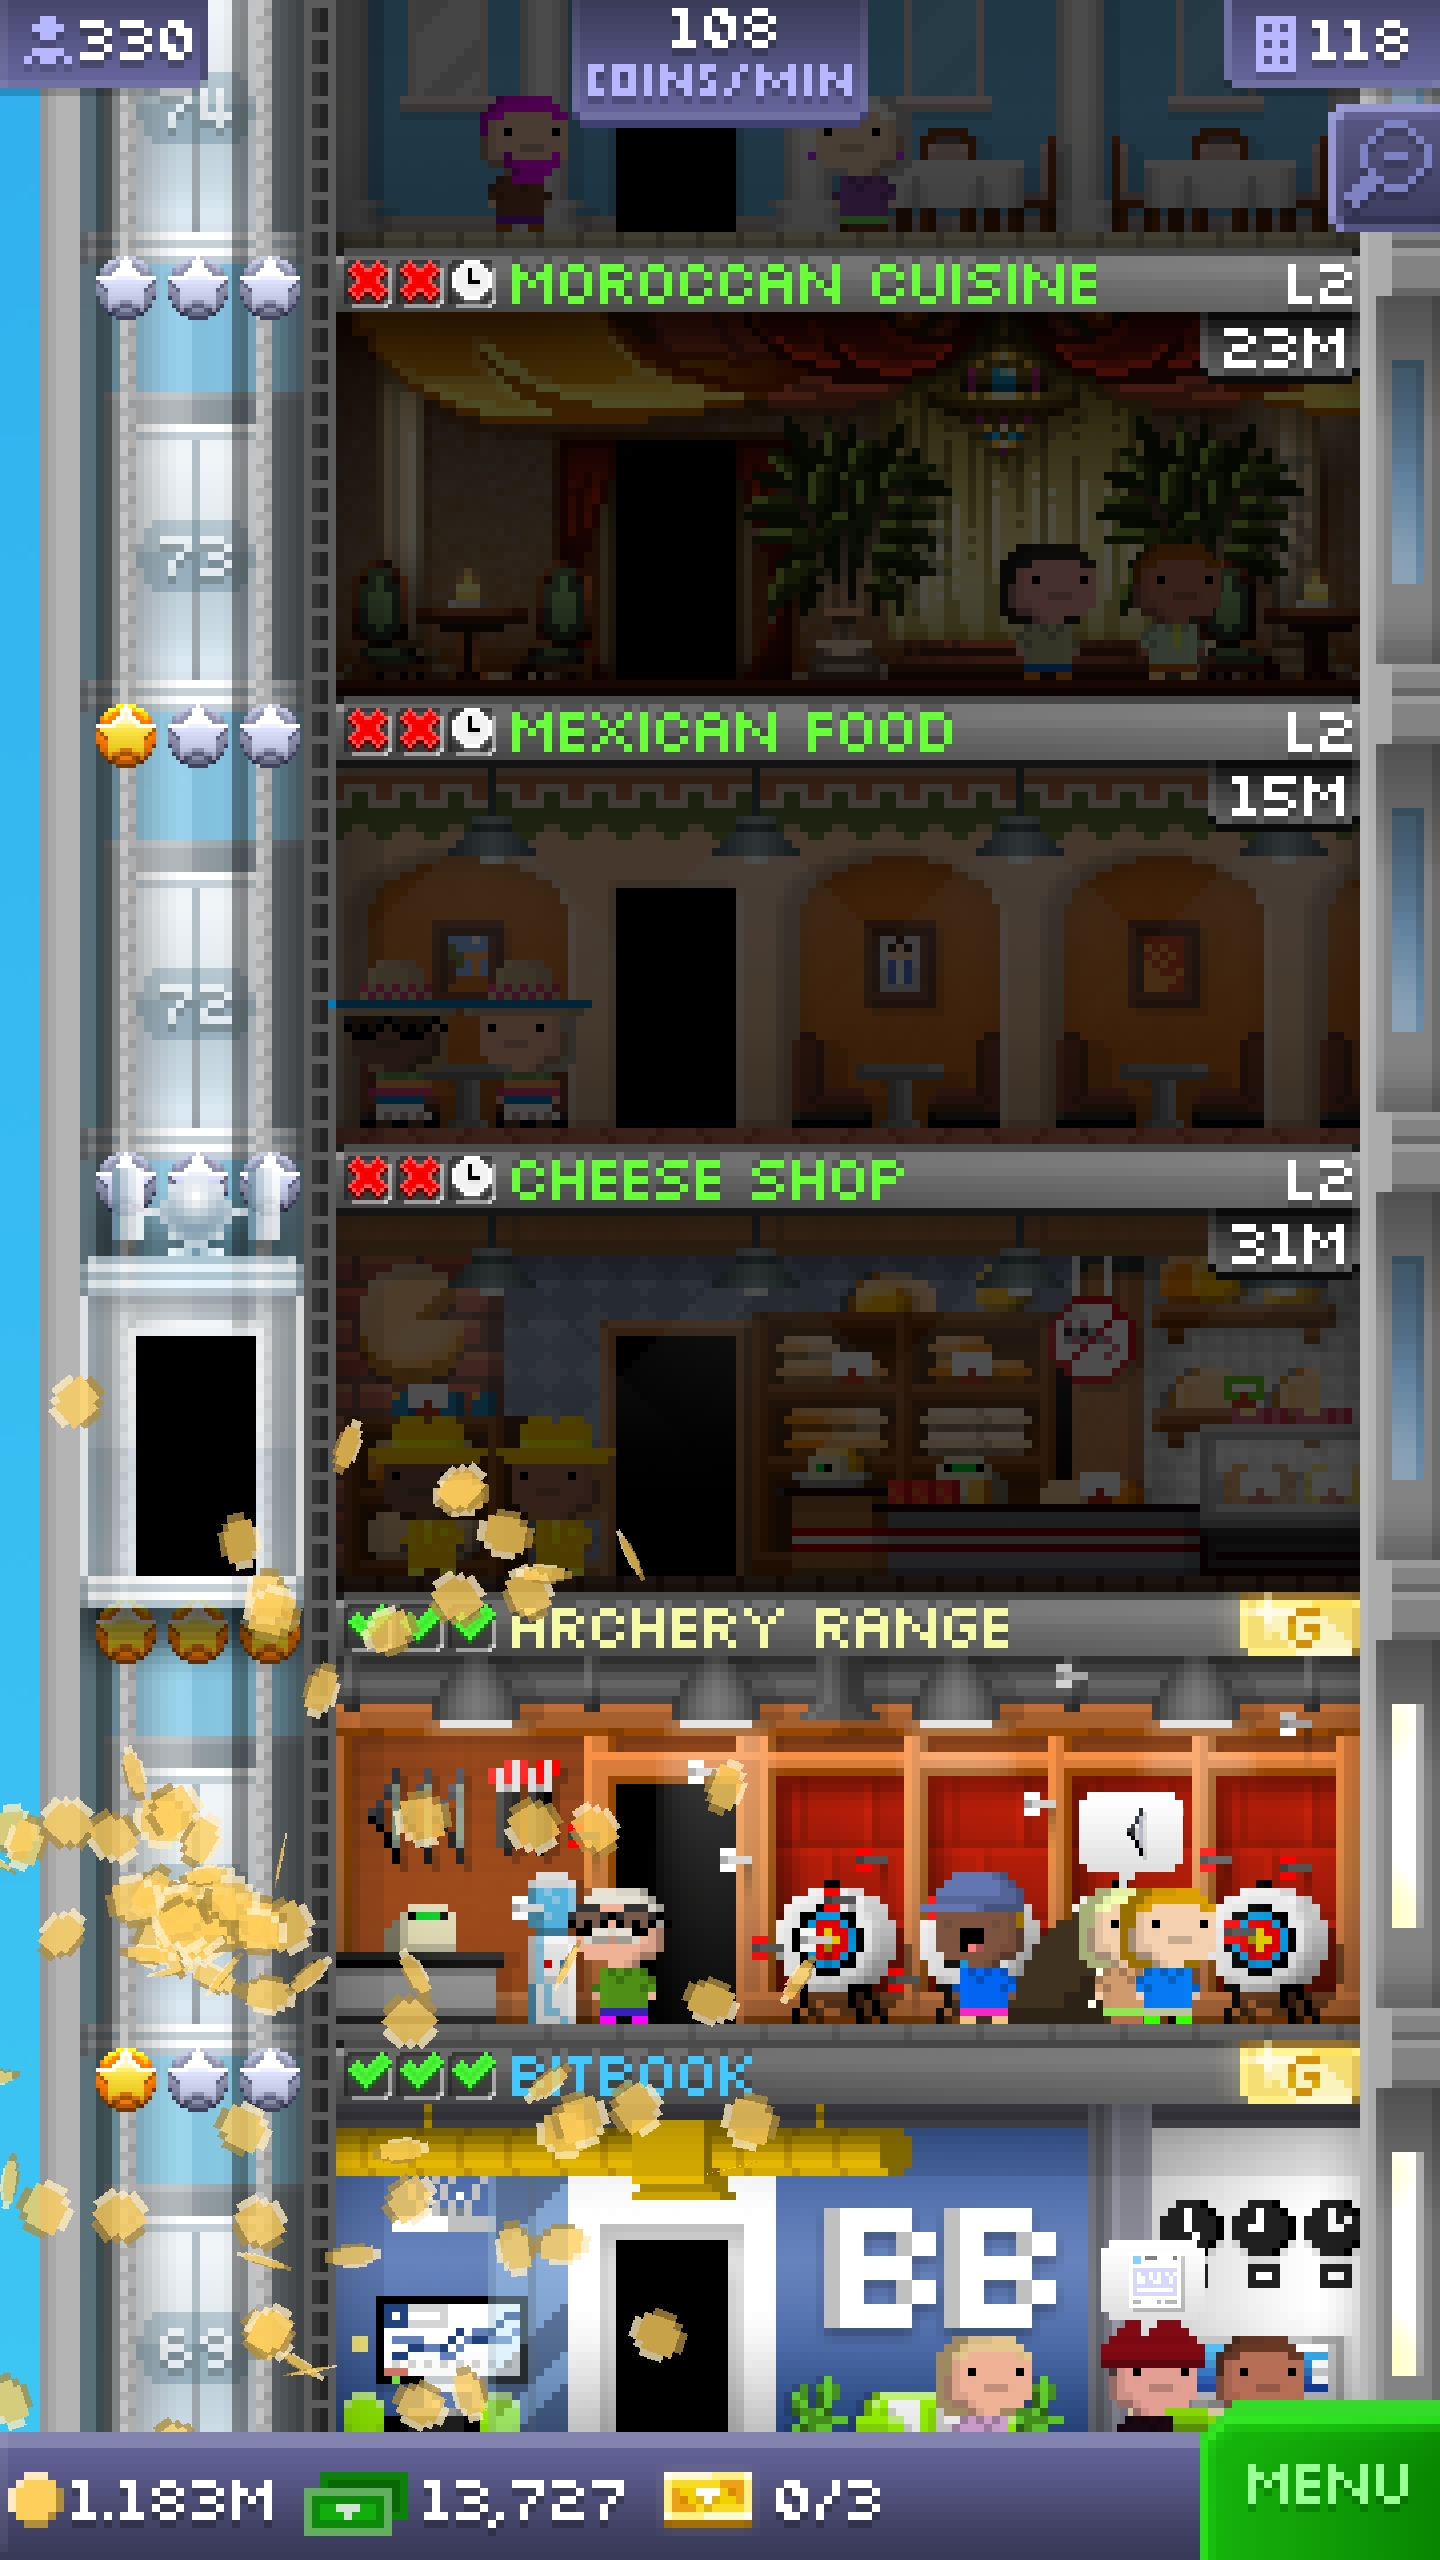 330
108
COINS/MIN
118
74
MOROCCAN CUISINE
L2
23M
73
MEXICAN FOOD
L2
15M
72
CHEESE SHOP
L2
31M
ARCHERY RANGE
G
BITBOOK
G
BB
BUY
69
1.183M
13,727
0/3
MENU